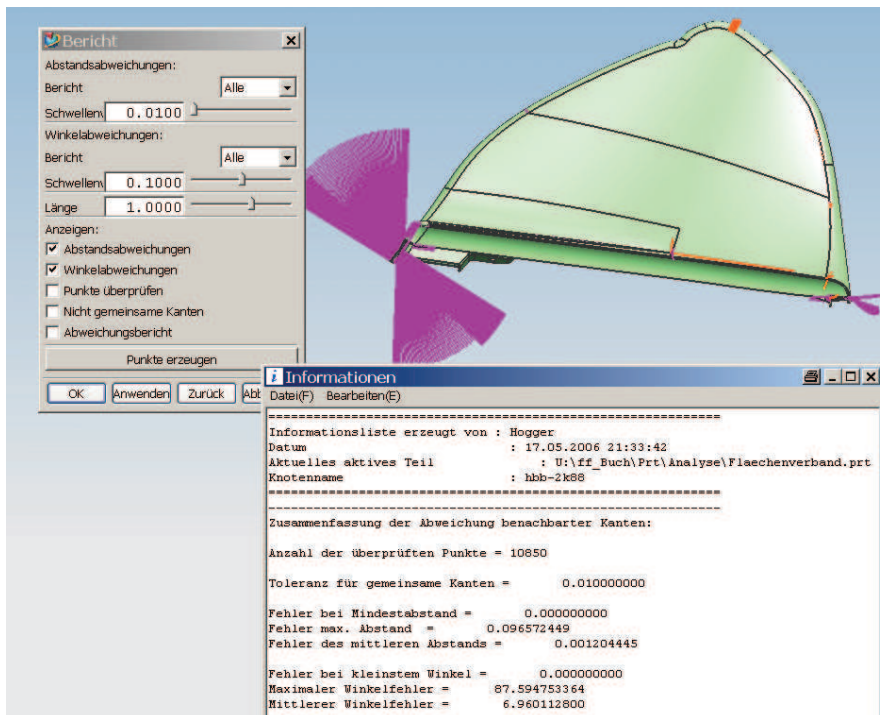 Bericht
Abstandsabweichungen:
Bericht Alle
Schwellenw 0.0100
Winkelabweichungen:
Bericht Alle
Schwellenw 0.1000
Länge 1.0000
Anzeigen:
Abstandsabweichungen
Winkelabweichungen
Punkte überprüfen
Nicht gemeinsame Kanten
Abweichungsbericht
Punkte erzeugen
OK Anwenden Zurück Abb
i Informationen
Datei(F) Bearbeiten(E)
============================================================
Informationsliste erzeugt von : Hogger
Datum : 17.05.2006 21:33:42
Aktuelles aktives Teil : U:\ff_Buch\Prt\Analyse\Flaechenverband.prt
Knotenname : hbb-2k88
============================================================
------------------------------------------------------------
Zusammenfassung der Abweichung benachbarter Kanten:
Anzahl der überprüften Punkte = 10850
Toleranz für gemeinsame Kanten = 0.010000000
Fehler bei Mindestabstand = 0.000000000
Fehler max. Abstand = 0.096572449
Fehler des mittleren Abstands = 0.001204445
Fehler bei kleinstem Winkel = 0.000000000
Maximaler Winkelfehler = 87.594753364
Mittlerer Winkelfehler = 6.960112800